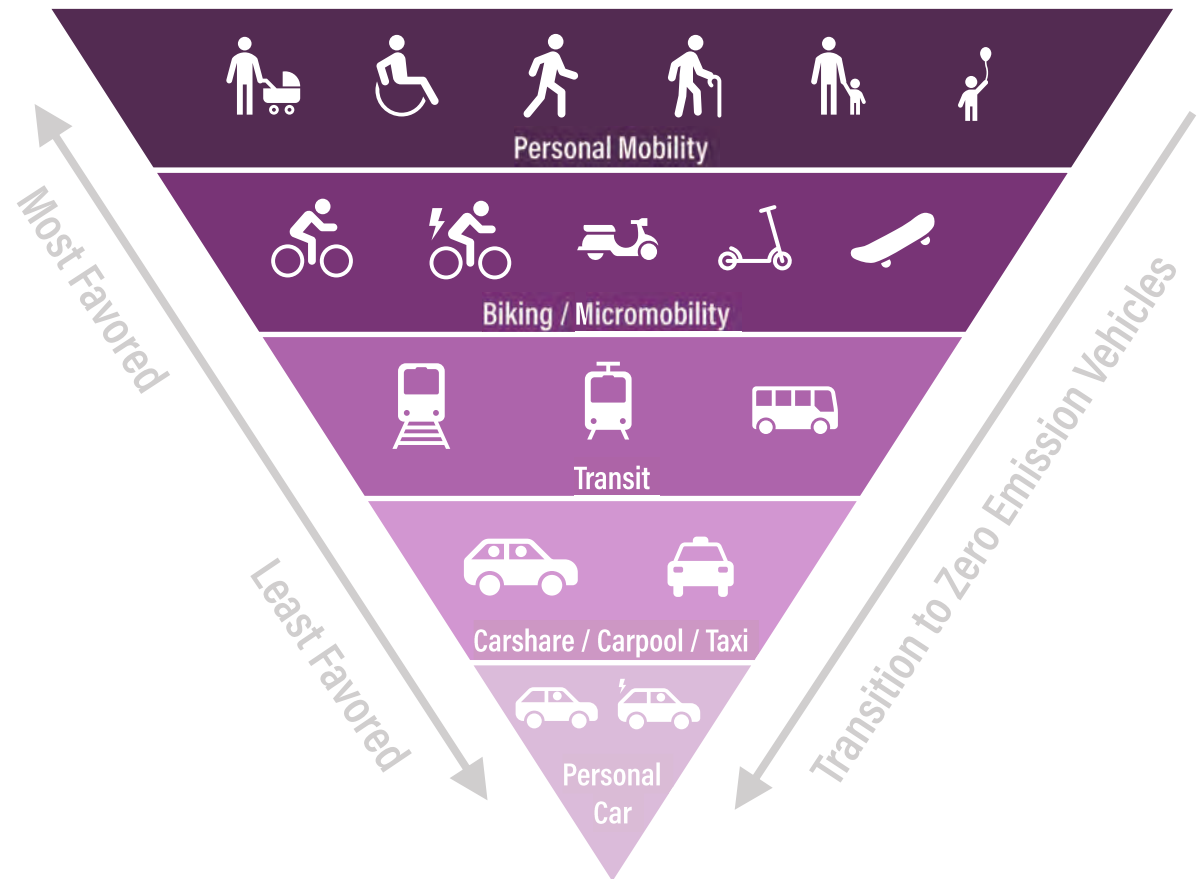 Personal Mobility
Most Favored
Biking / Micromobility
Transition to Zero Emission Vehicles
Transit
Least Favored
Carshare / Carpool / Taxi
Personal
Car